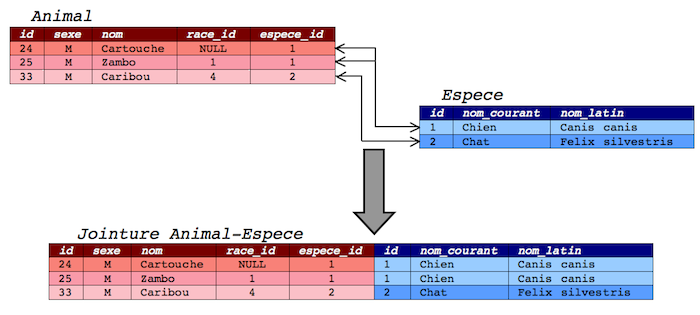 Animal
id sexe nom race_id espece_id
24 M Cartouche NULL 1
25 M Zambo 1 1
33 M Caribou 4 2
Espece
id nom_courant nom_latin
1 Chien Canis canis
2 Chat Felix silvestris
Jointure Animal-Espece
id sexe nom race_id espece_id id nom_courant nom_latin
24 M Cartouche NULL 1 1 Chien Canis canis
25 M Zambo 1 1 1 Chien Canis canis
33 M Caribou 4 2 2 Chat Felix silvestris